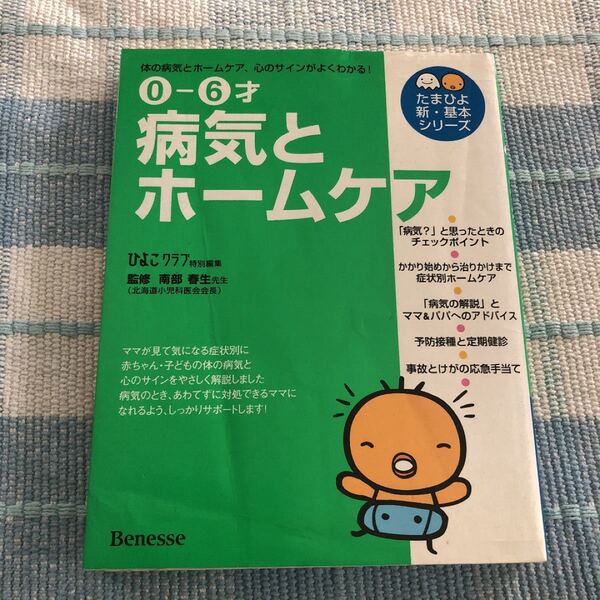 体の病気とホームケア、心のサインがよくわかる!
0-6才
病気と
ホームケア
たまひよ
新・基本
シリーズ
ひよこクラブ特別編集
監修 南部 春生先生
(北海道小児科医会会長)
「病気?」と思ったときの
チェックポイント
かかり始めから治りかけまで
症状別ホームケア
「病気の解説」と
ママ&パパへのアドバイス
予防接種と定期健診
事故とけがの応急手当て
ママが見て気になる症状別に
赤ちゃん・子どもの体の病気と
心のサインをやさしく解説しました
病気のとき、あわてずに対処できるママに
なれるよう、しっかりサポートします!
Benesse